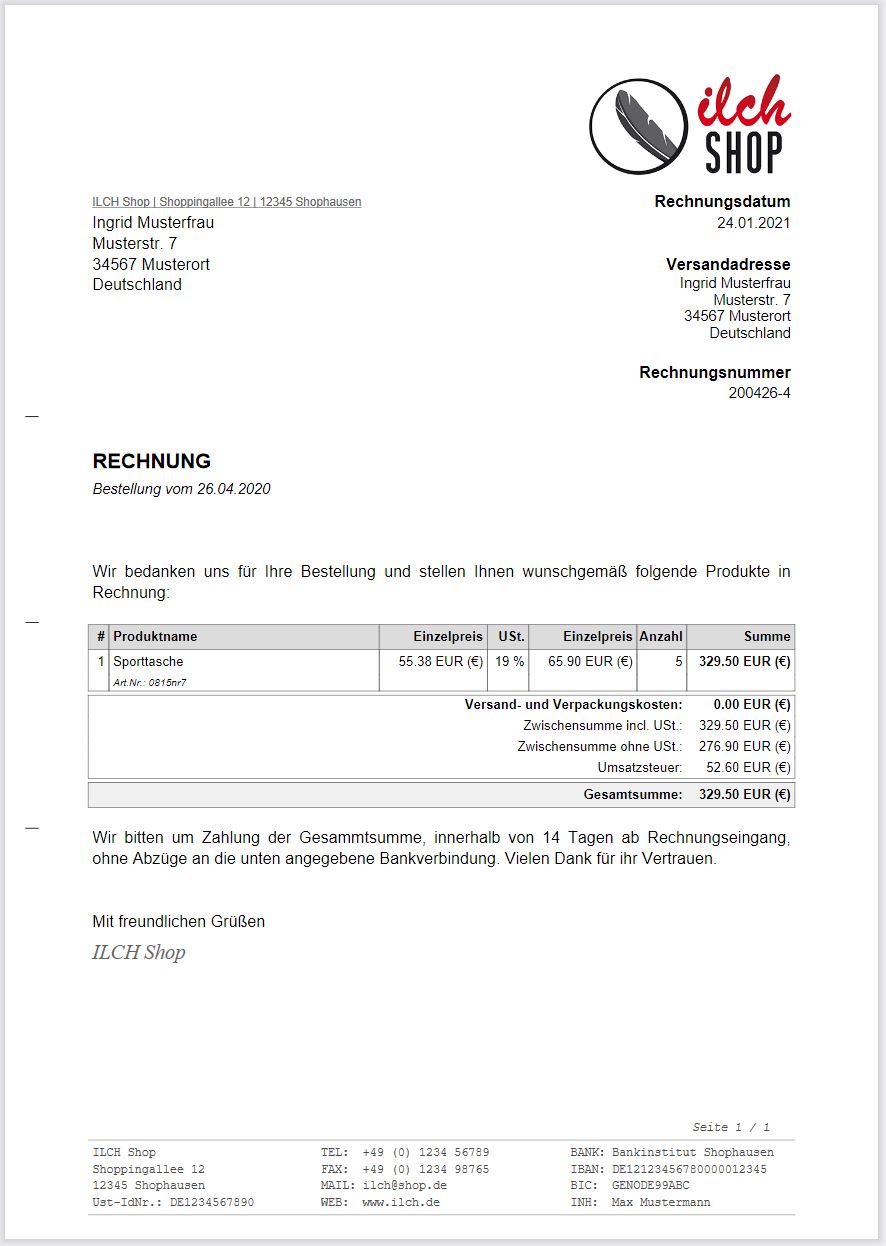 ilch
SHOP
ILCH Shop | Shoppingallee 12 | 12345 Shophausen
Ingrid Musterfrau
Musterstr. 7
34567 Musterort
Deutschland
Rechnungsdatum
24.01.2021
Versandadresse
Ingrid Musterfrau
Musterstr. 7
34567 Musterort
Deutschland
Rechnungsnummer
200426-4
RECHNUNG
Bestellung vom 26.04.2020
Wir bedanken uns für Ihre Bestellung und stellen Ihnen wunschgemäß folgende Produkte in
Rechnung:
# Produktname Einzelpreis USt. Einzelpreis Anzahl Summe
1 Sporttasche 55.38 EUR (€) 19 % 65.90 EUR (€) 5 329.50 EUR (€)
Art.Nr.: 0815nr7
Versand- und Verpackungskosten: 0.00 EUR (€)
Zwischensumme incl. USt.: 329.50 EUR (€)
Zwischensumme ohne USt.: 276.90 EUR (€)
Umsatzsteuer: 52.60 EUR (€)
Gesamtsumme: 329.50 EUR (€)
Wir bitten um Zahlung der Gesammtsumme, innerhalb von 14 Tagen ab Rechnungseingang,
ohne Abzüge an die unten angegebene Bankverbindung. Vielen Dank für ihr Vertrauen.
Mit freundlichen Grüßen
ILCH Shop
Seite 1 / 1
ILCH Shop TEL: +49 (0) 1234 56789 BANK: Bankinstitut Shophausen
Shoppingallee 12 FAX: +49 (0) 1234 98765 IBAN: DE12123456780000012345
12345 Shophausen MAIL: ilch@shop.de BIC: GENODE99ABC
Ust-IdNr.: DE1234567890 WEB: www.ilch.de INH: Max Mustermann